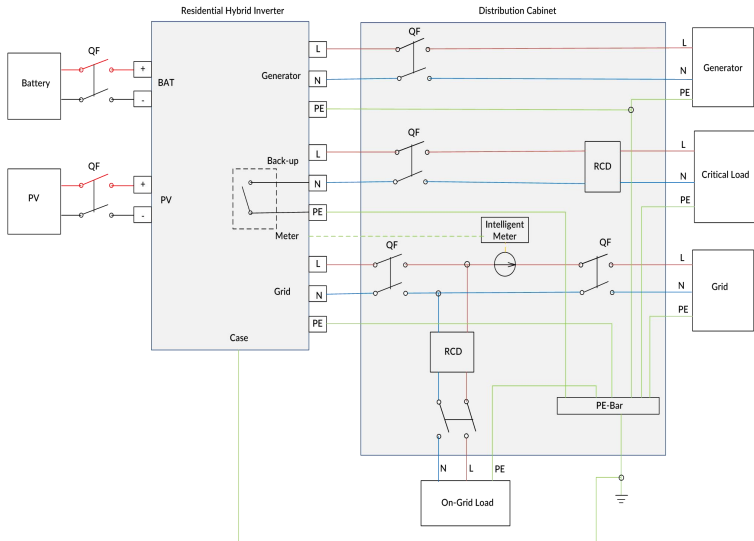 Residential Hybrid Inverter
Distribution Cabinet
QF
Battery
+
-
BAT
Generator
L
N
PE
QF
L
N
PE
Generator
QF
PV
+
-
PV
Back-up
L
N
PE
QF
RCD
L
N
PE
Critical Load
Meter
Intelligent
Meter
Grid
L
N
PE
QF
QF
L
N
PE
Grid
Case
RCD
PE-Bar
N
L
PE
On-Grid Load